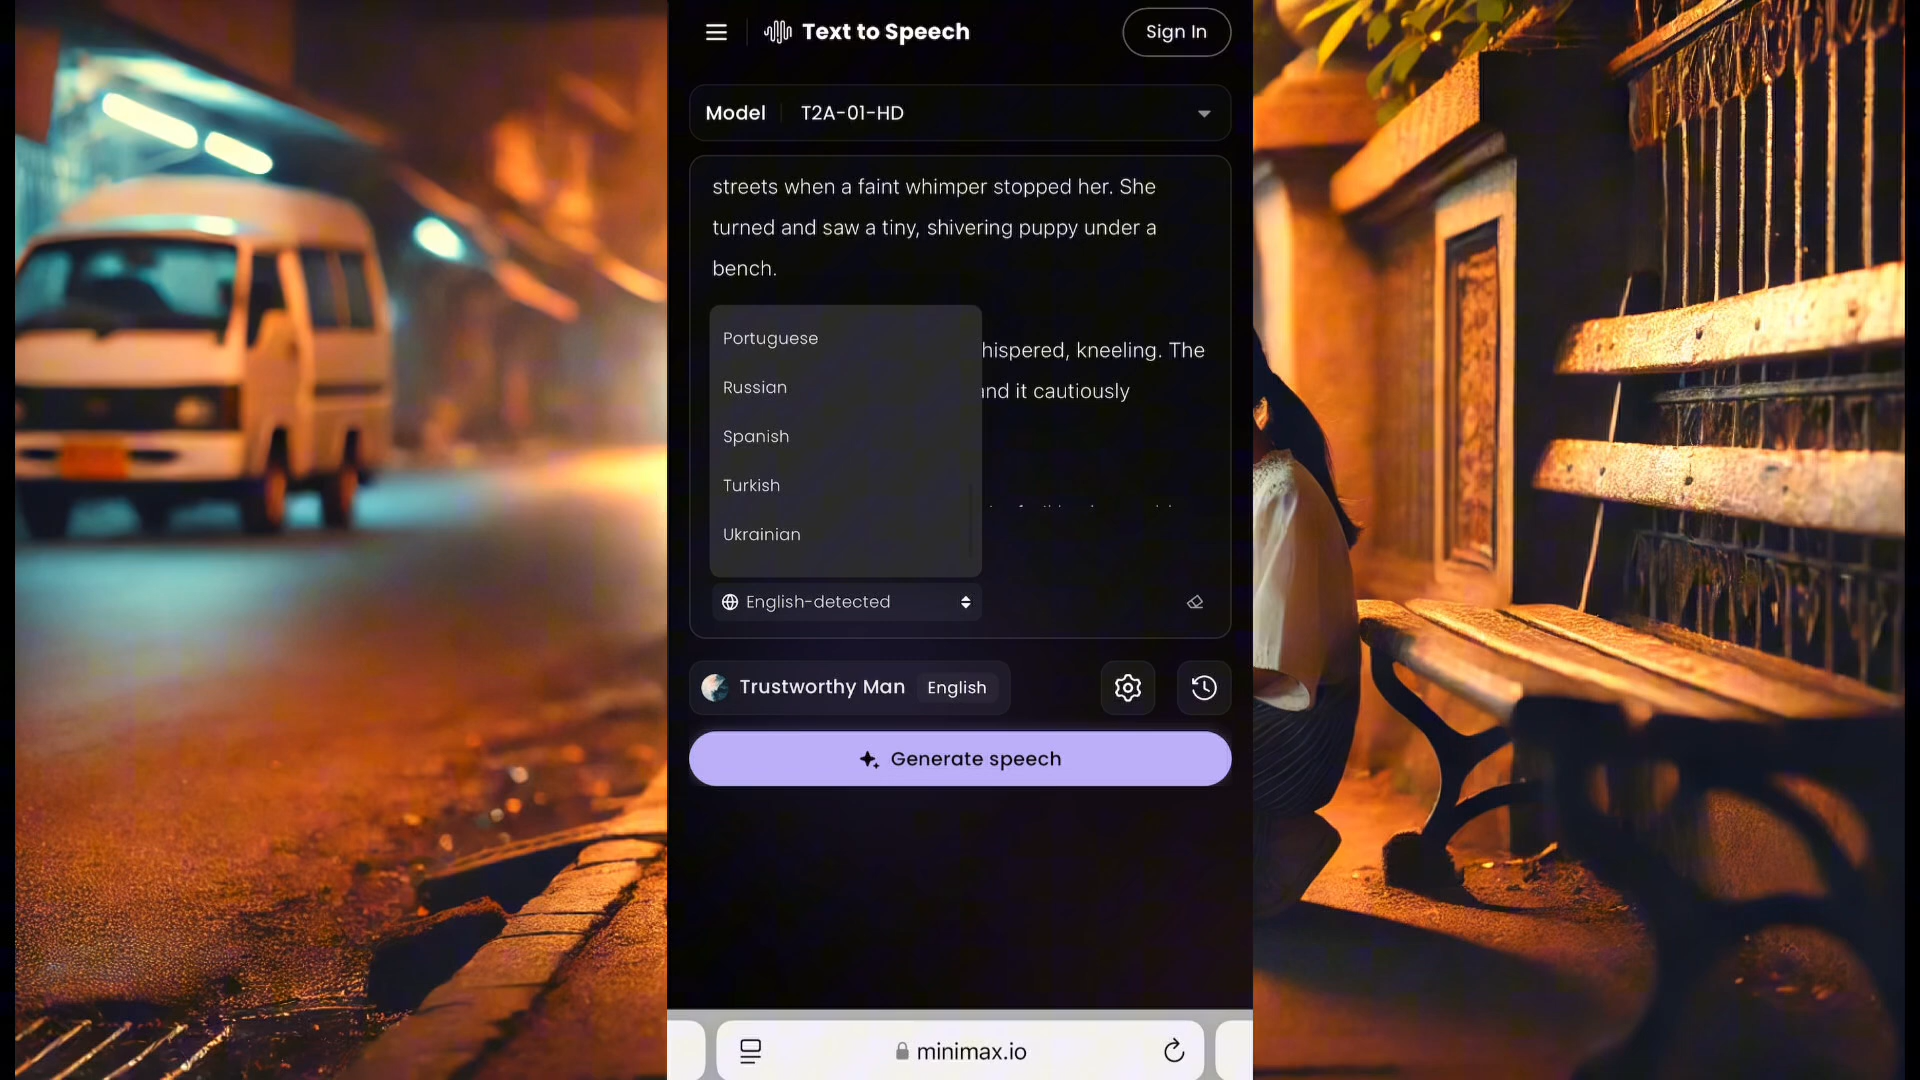 Text to Speech
Sign In
Model T2A-01-HD
streets when a faint whimper stopped her. She
turned and saw a tiny, shivering puppy under a
bench.
Portuguese
hispered, kneeling. The
Russian
nd it cautiously
Spanish
Turkish
Ukrainian
English-detected
Trustworthy Man English
Generate speech
minimax.io